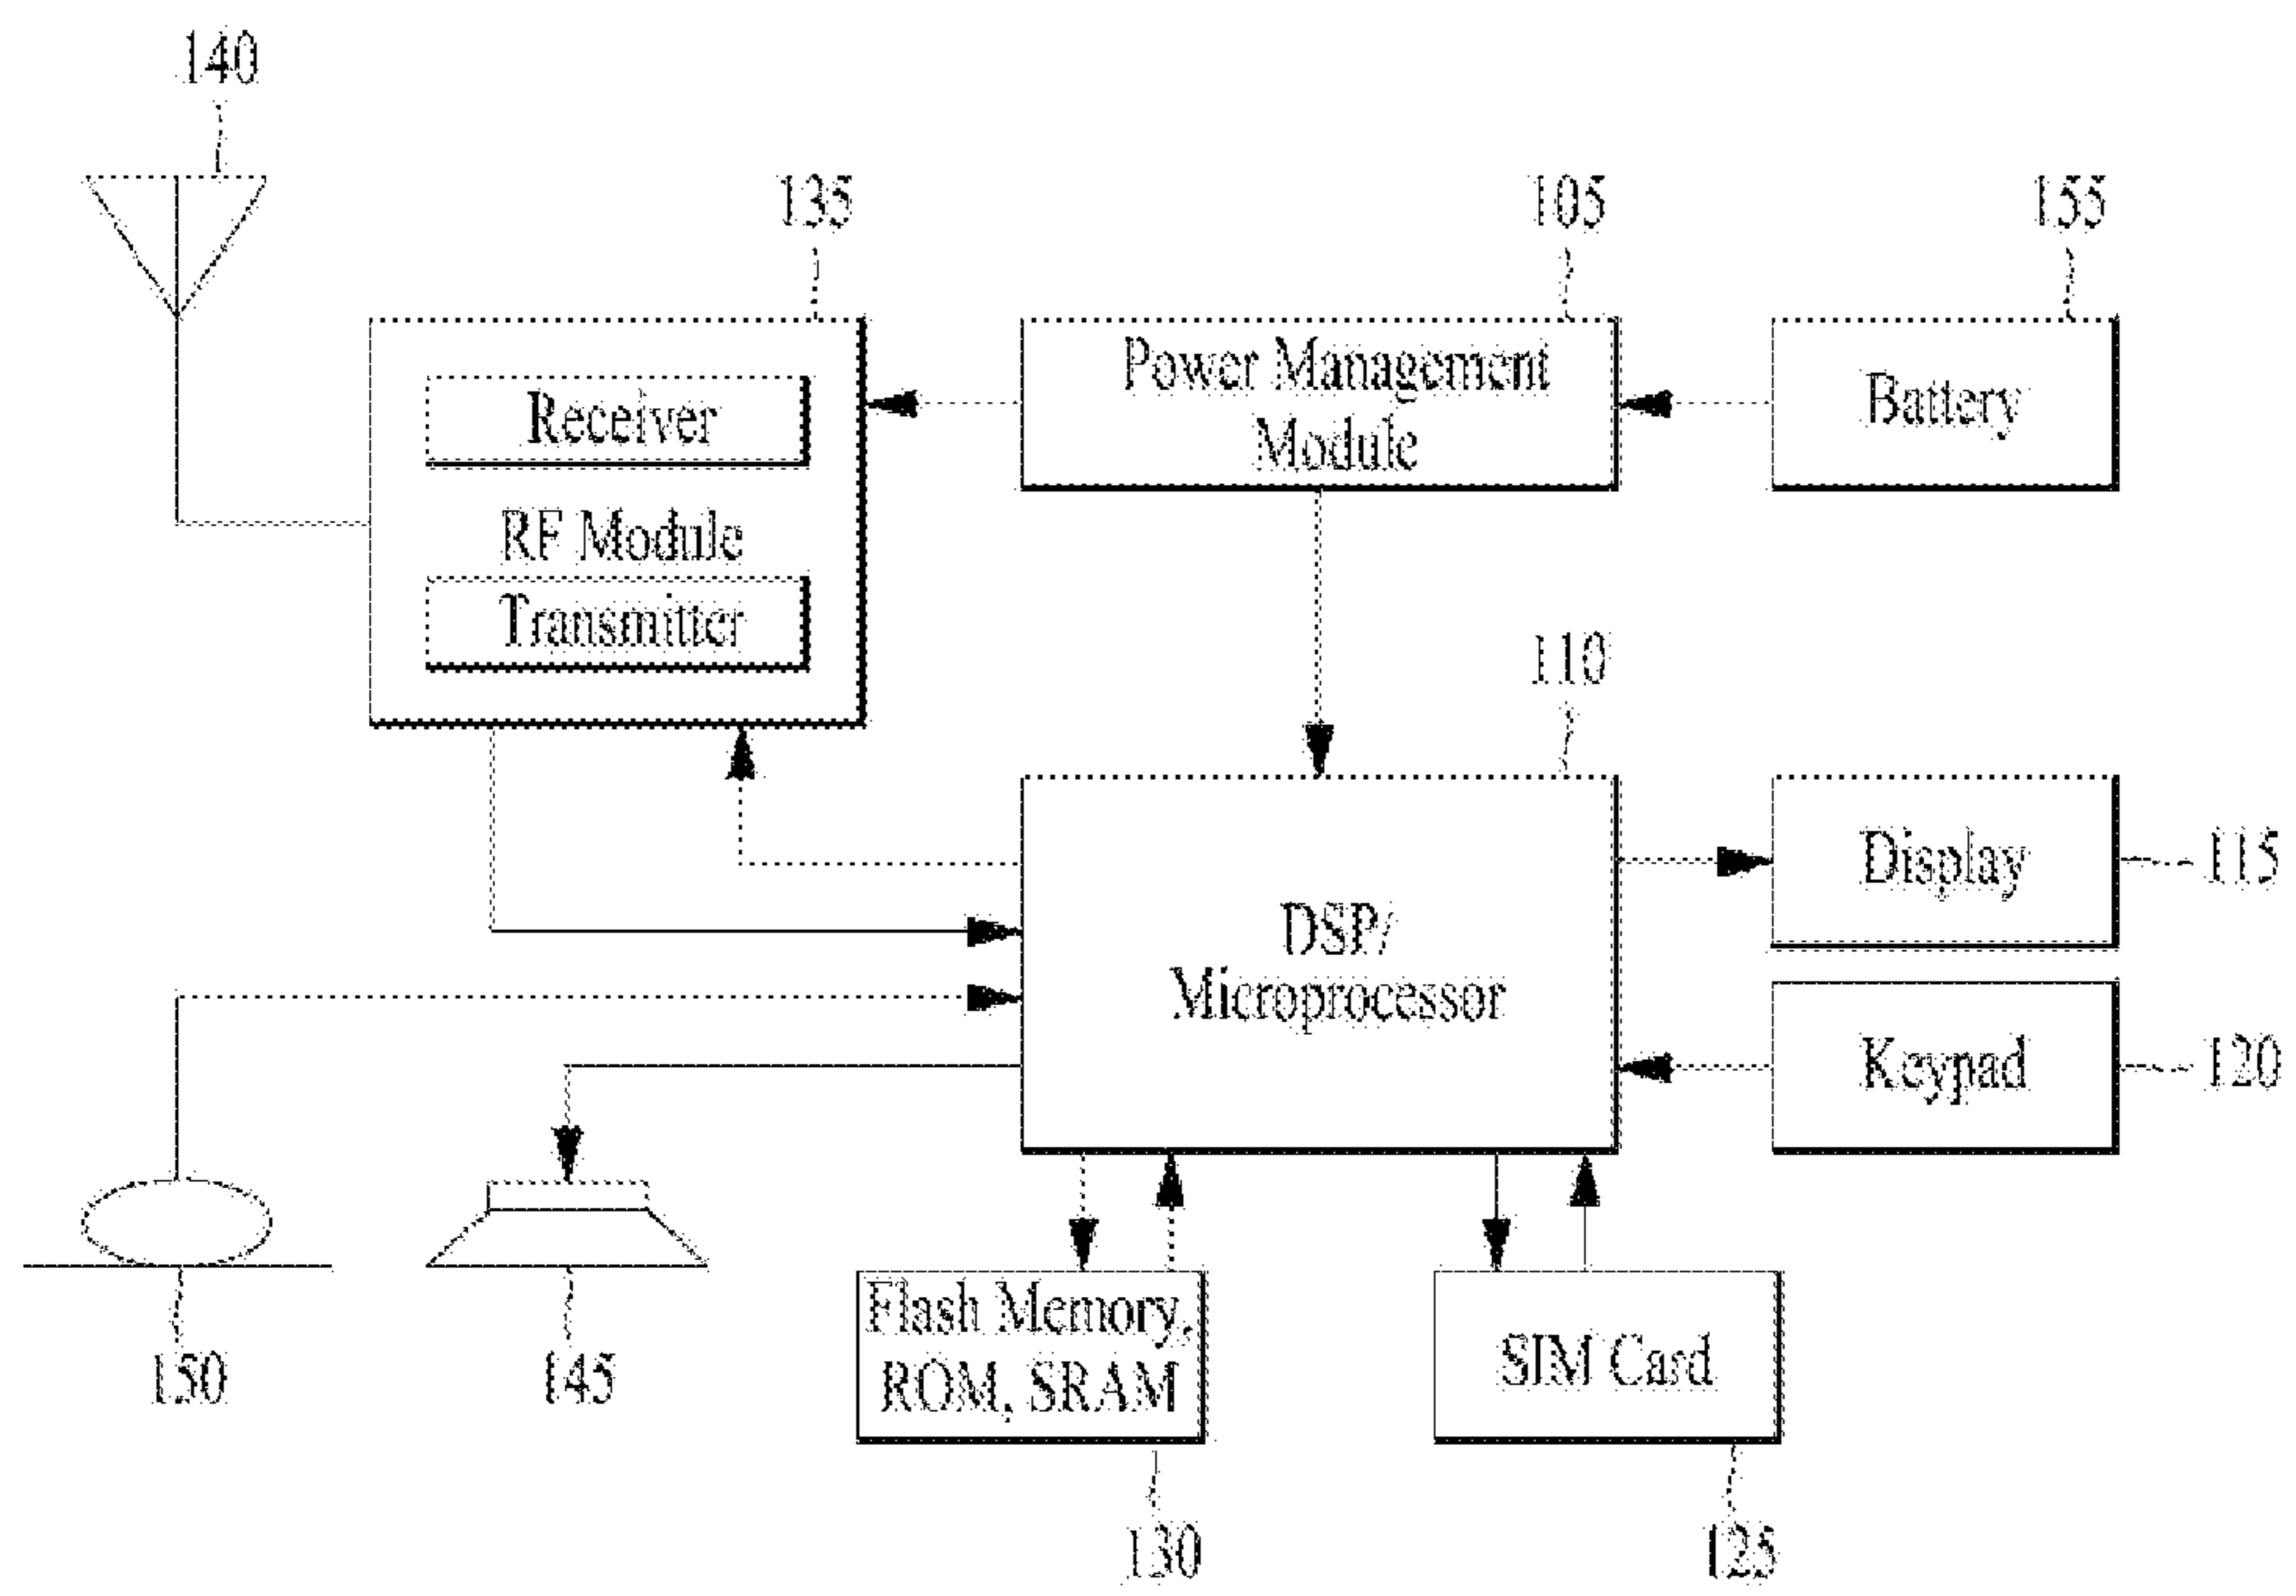 140
135
105
155
Receiver
RF Module
Transmitter
Power Management
Module
Battery
110
DSP/
Microprocessor
Display
115
Keypad
120
150
145
Flash Memory,
ROM, SRAM
SIM Card
130
125